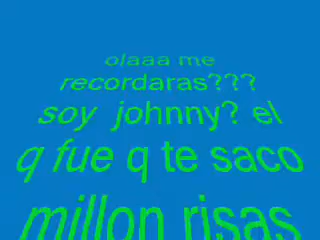 olaaa me
recordaras???
soy johnny? el
q fue q te saco
millon risas